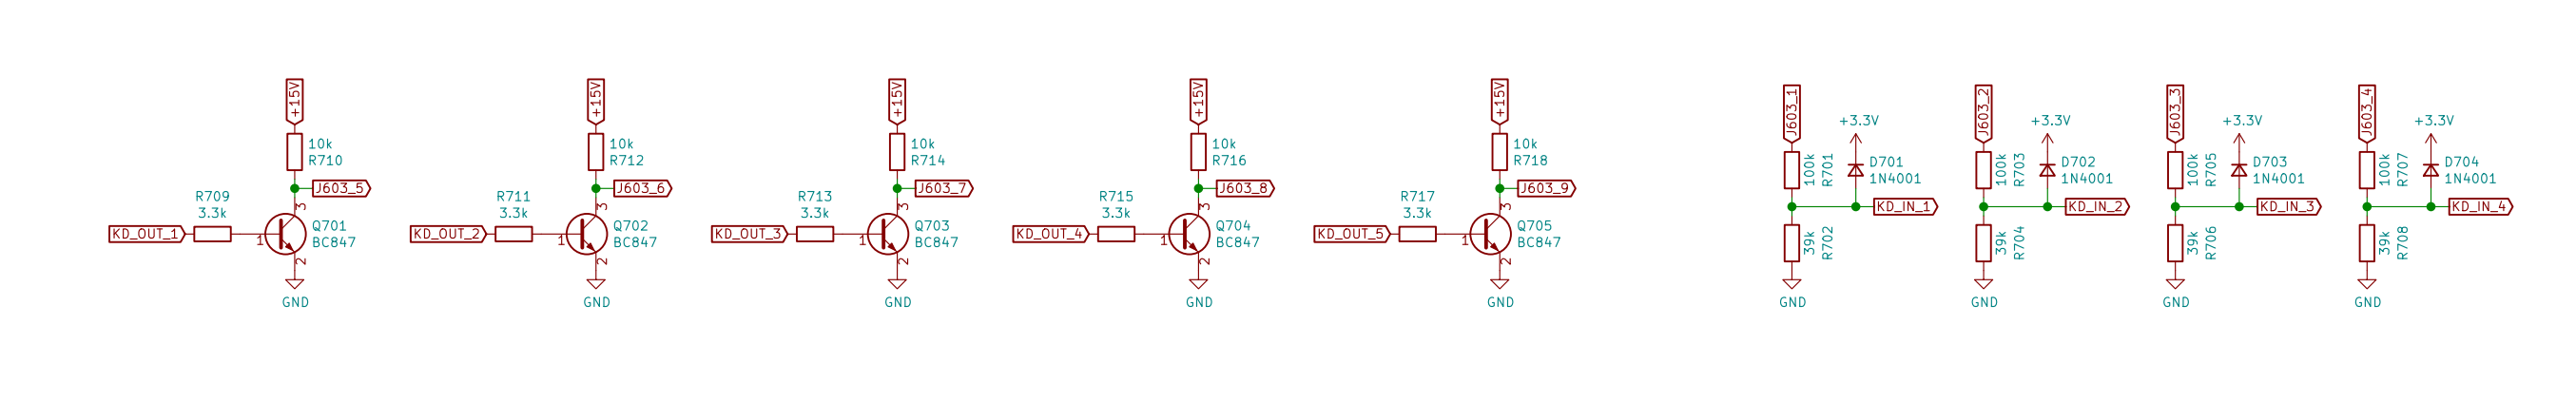 +15V
10k
R710
J603_5
R709
3.3k
KD_OUT_1
1
3
2
Q701
BC847
GND
+15V
10k
R712
J603_6
R711
3.3k
KD_OUT_2
1
3
2
Q702
BC847
GND
+15V
10k
R714
J603_7
R713
3.3k
KD_OUT_3
1
3
2
Q703
BC847
GND
+15V
10k
R716
J603_8
R715
3.3k
KD_OUT_4
1
3
2
Q704
BC847
GND
+15V
10k
R718
J603_9
R717
3.3k
KD_OUT_5
1
3
2
Q705
BC847
GND
J603_1
100k
R701
+3.3V
D701
1N4001
KD_IN_1
39k
R702
GND
J603_2
100k
R703
+3.3V
D702
1N4001
KD_IN_2
39k
R704
GND
J603_3
100k
R705
+3.3V
D703
1N4001
KD_IN_3
39k
R706
GND
J603_4
100k
R707
+3.3V
D704
1N4001
KD_IN_4
39k
R708
GND